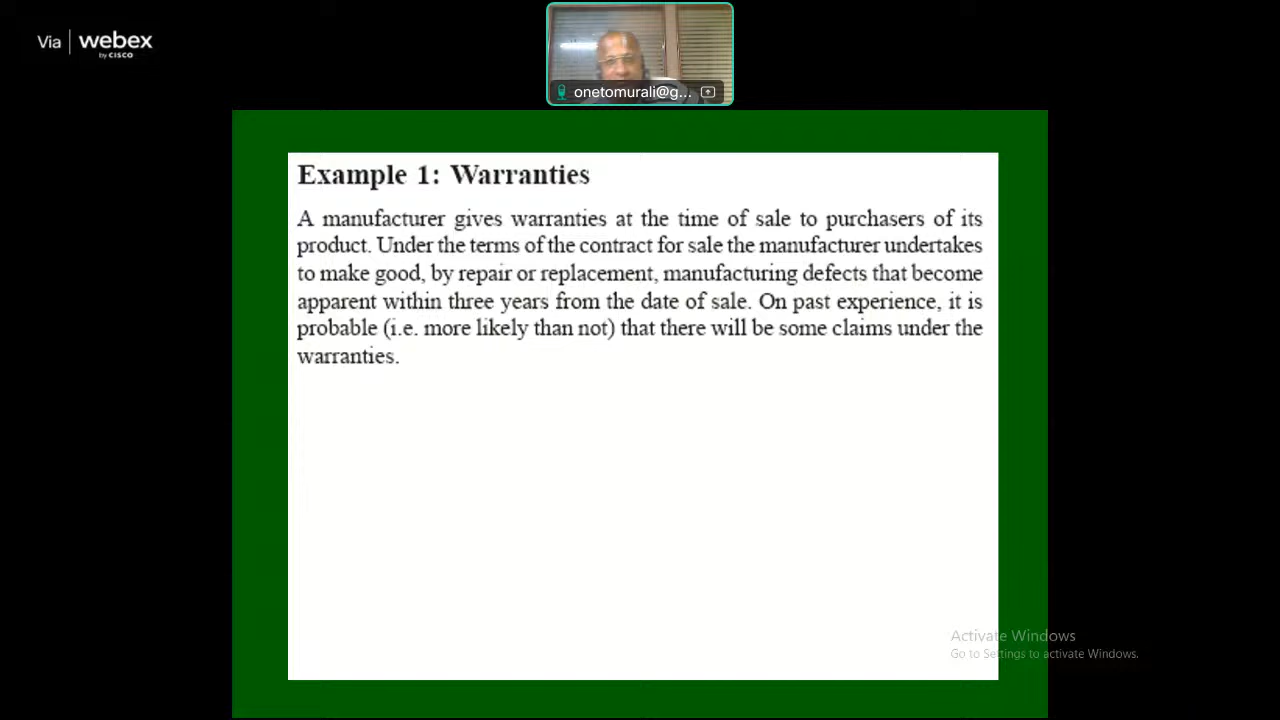 Via | webex
by CISCO
onetomurali@g...
Example 1: Warranties
A manufacturer gives warranties at the time of sale to purchasers of its
product. Under the terms of the contract for sale the manufacturer undertakes
to make good, by repair or replacement, manufacturing defects that become
apparent within three years from the date of sale. On past experience, it is
probable (i.e. more likely than not) that there will be some claims under the
warranties.
Activate Windows
Go to Settings to activate Windows.